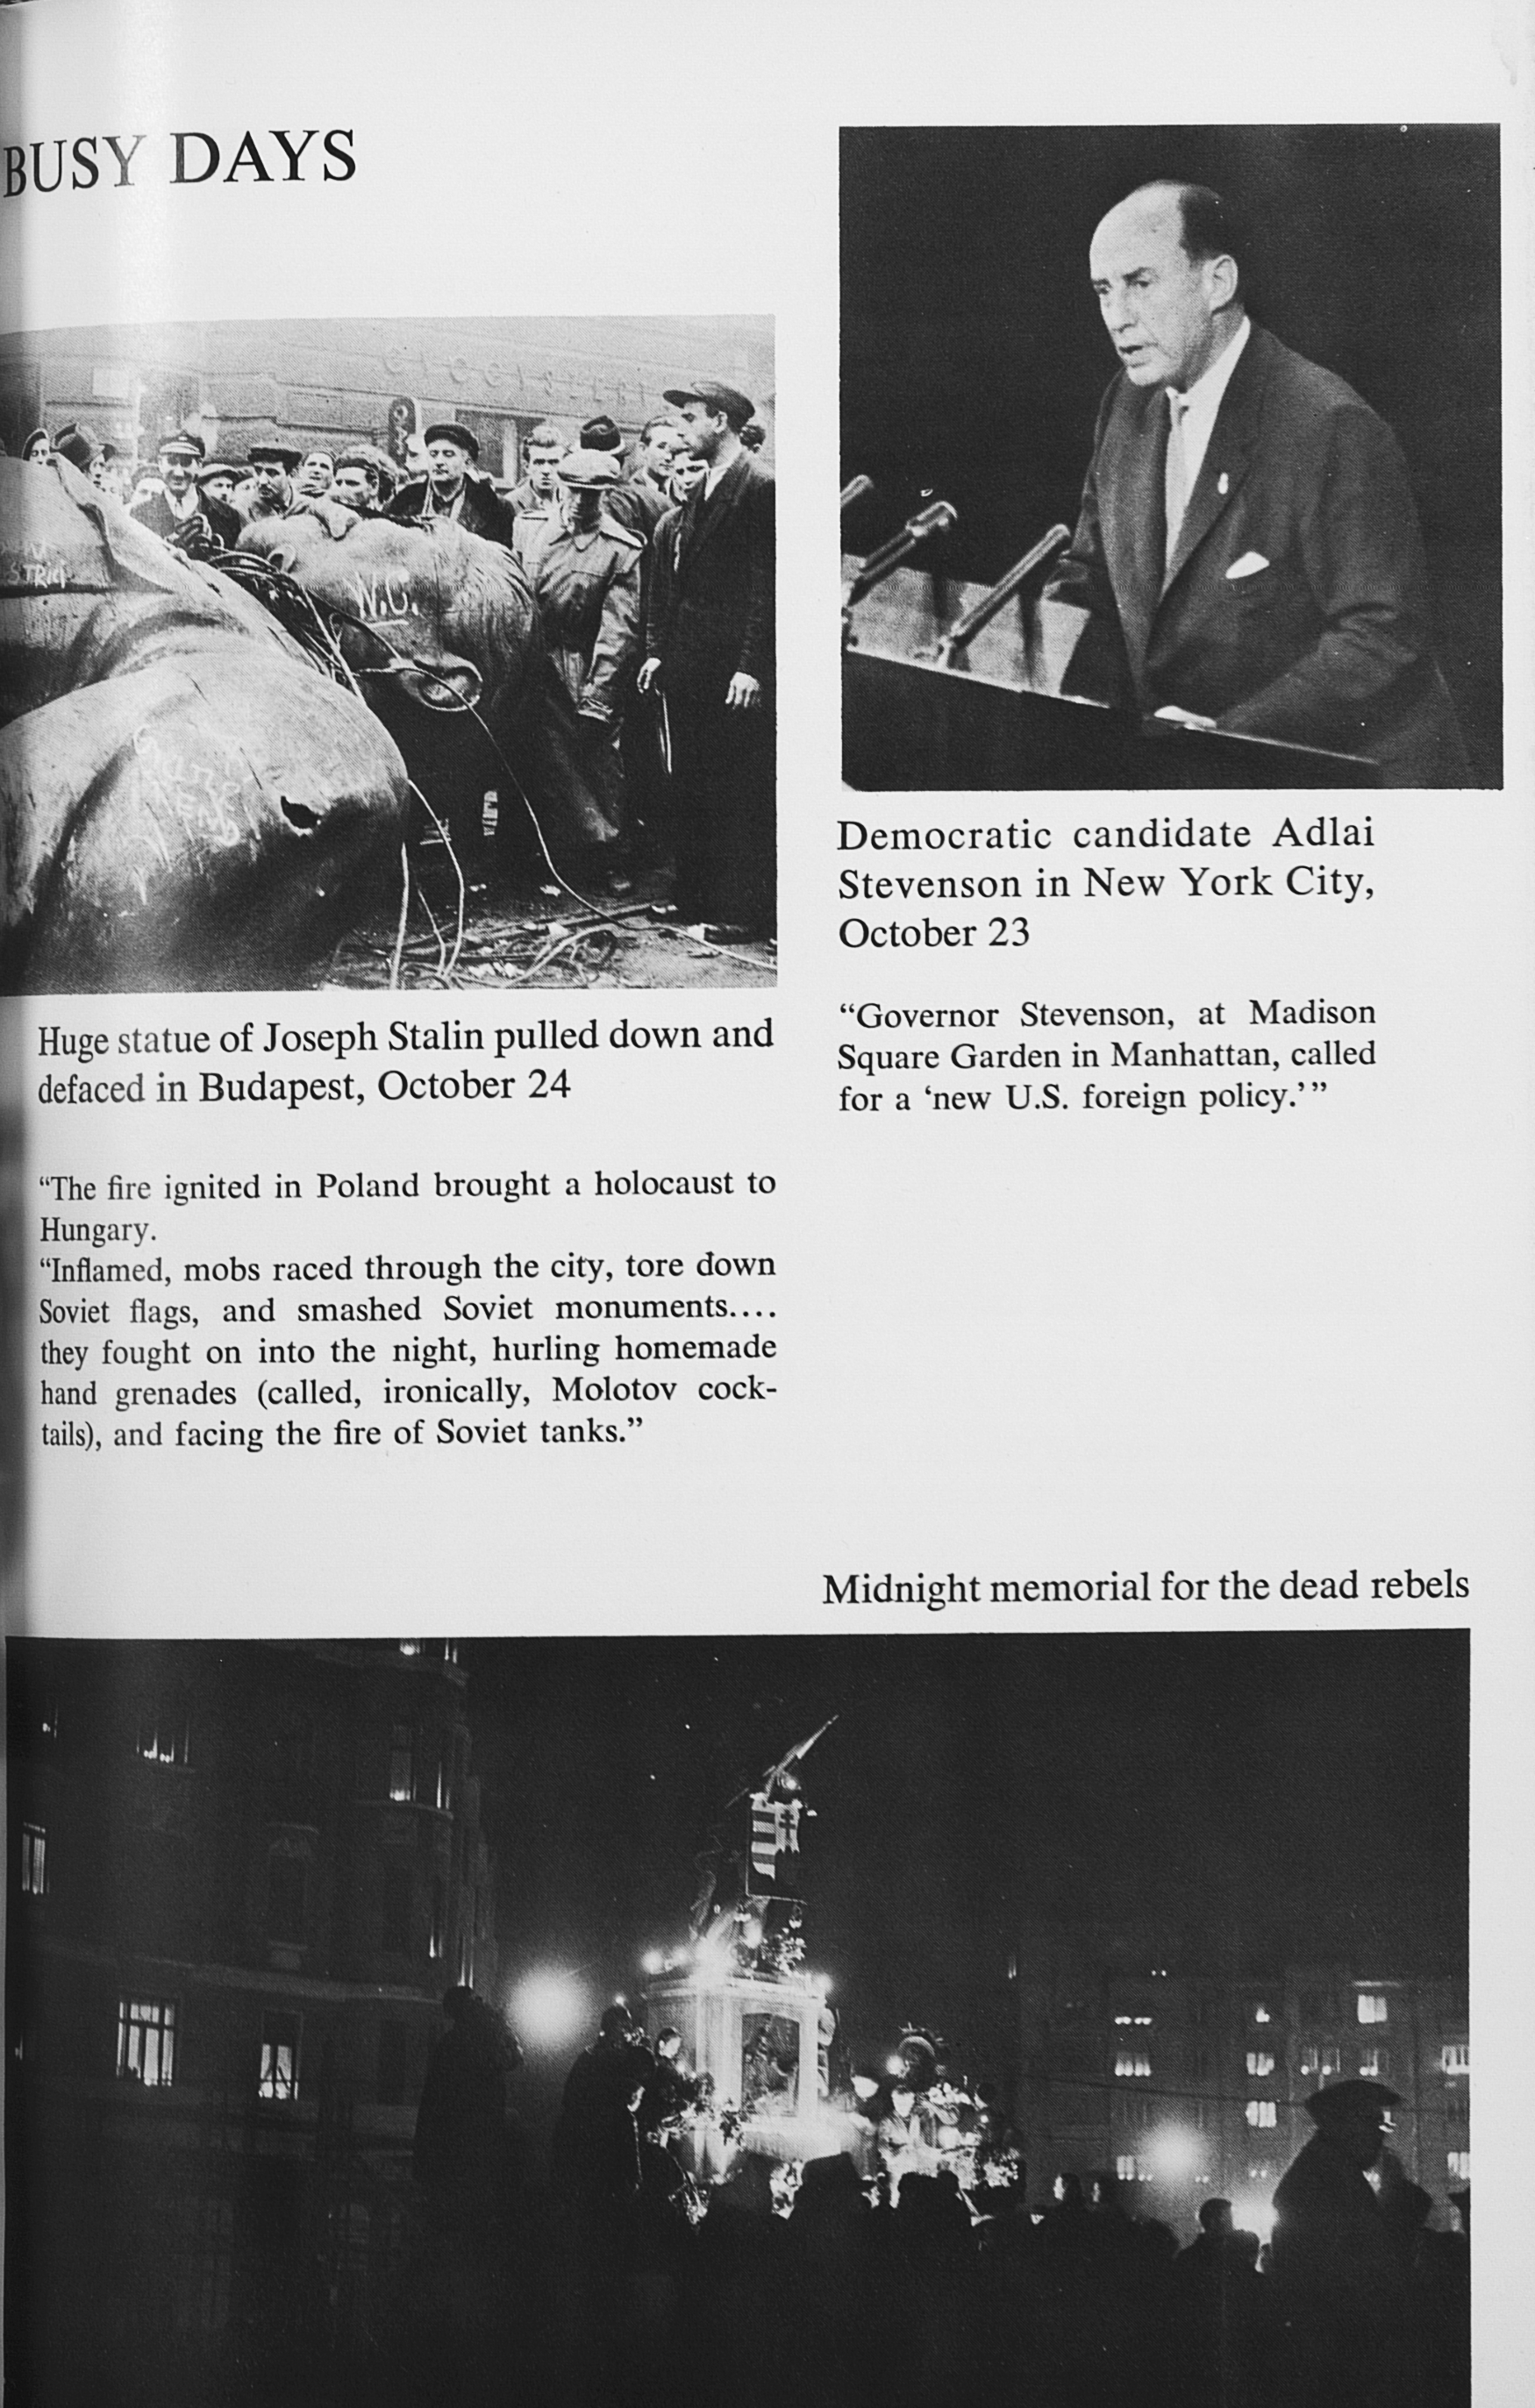 BUSY DAYS
W.C.
Huge statue of Joseph Stalin pulled down and
defaced in Budapest, October 24
“The fire ignited in Poland brought a holocaust to
Hungary.
“Inflamed, mobs raced through the city, tore down
Soviet flags, and smashed Soviet monuments....
they fought on into the night, hurling homemade
hand grenades (called, ironically, Molotov cock-
tails), and facing the fire of Soviet tanks.”
Democratic candidate Adlai
Stevenson in New York City,
October 23
“Governor Stevenson, at Madison
Square Garden in Manhattan, called
for a ‘new U.S. foreign policy.’”
Midnight memorial for the dead rebels